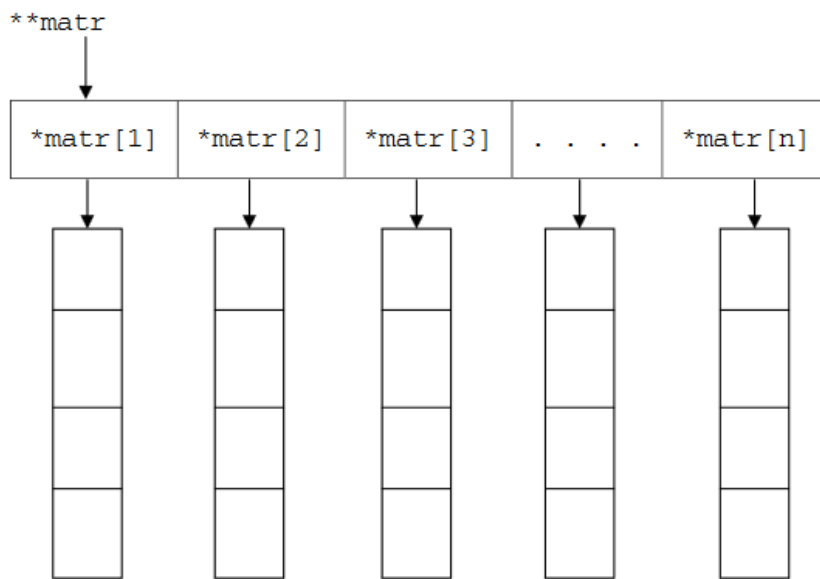 **matr
*matr[1] *matr[2] *matr[3] . . . . *matr[n]